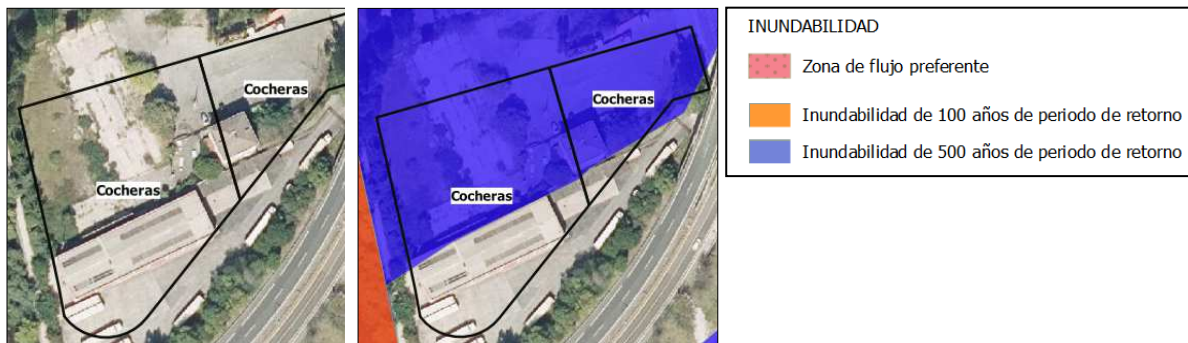 Cocheras
Cocheras
Cocheras
Cocheras
INUNDABILIDAD
Zona de flujo preferente
Inundabilidad de 100 años de periodo de retorno
Inundabilidad de 500 años de periodo de retorno